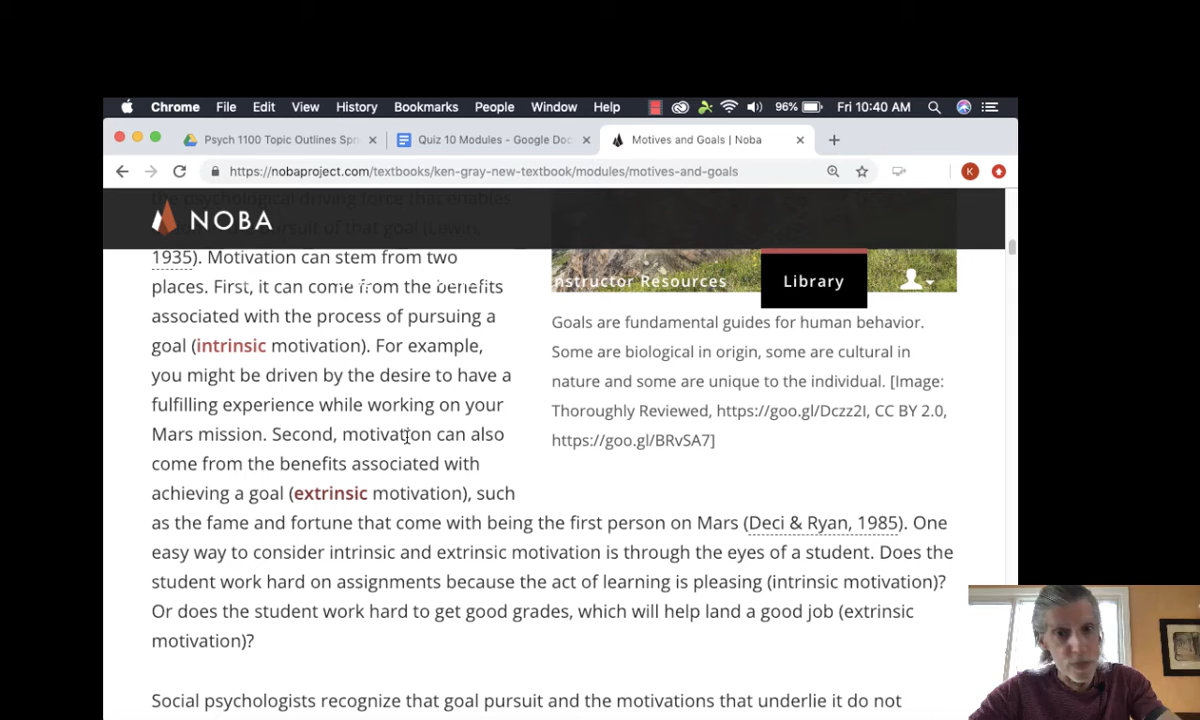 Chrome File Edit View History Bookmarks People Window Help 96% Fri 10:40 AM
Psych 1100 Topic Outlines Spr
Quiz 10 Modules - Google Doc
Motives and Goals | Noba
https://nobaproject.com/textbooks/ken-gray-new-textbook/modules/motives-and-goals
K
the psychological driving force that enables
NOBA
pursuit of that goal (Lewin,
1935). Motivation can stem from two
places. First, it can come from the benefits
associated with the process of pursuing a
goal (intrinsic motivation). For example,
you might be driven by the desire to have a
fulfilling experience while working on your
Mars mission. Second, motivation can also
come from the benefits associated with
achieving a goal (extrinsic motivation), such
as the fame and fortune that come with being the first person on Mars (Deci & Ryan, 1985). One
easy way to consider intrinsic and extrinsic motivation is through the eyes of a student. Does the
student work hard on assignments because the act of learning is pleasing (intrinsic motivation)?
Or does the student work hard to get good grades, which will help land a good job (extrinsic
motivation)?
Social psychologists recognize that goal pursuit and the motivations that underlie it do not
nstructor Resources
Library
Goals are fundamental guides for human behavior.
Some are biological in origin, some are cultural in
nature and some are unique to the individual. [Image:
Thoroughly Reviewed, https://goo.gl/Dczz2I, CC BY 2.0,
https://goo.gl/BRvSA7]